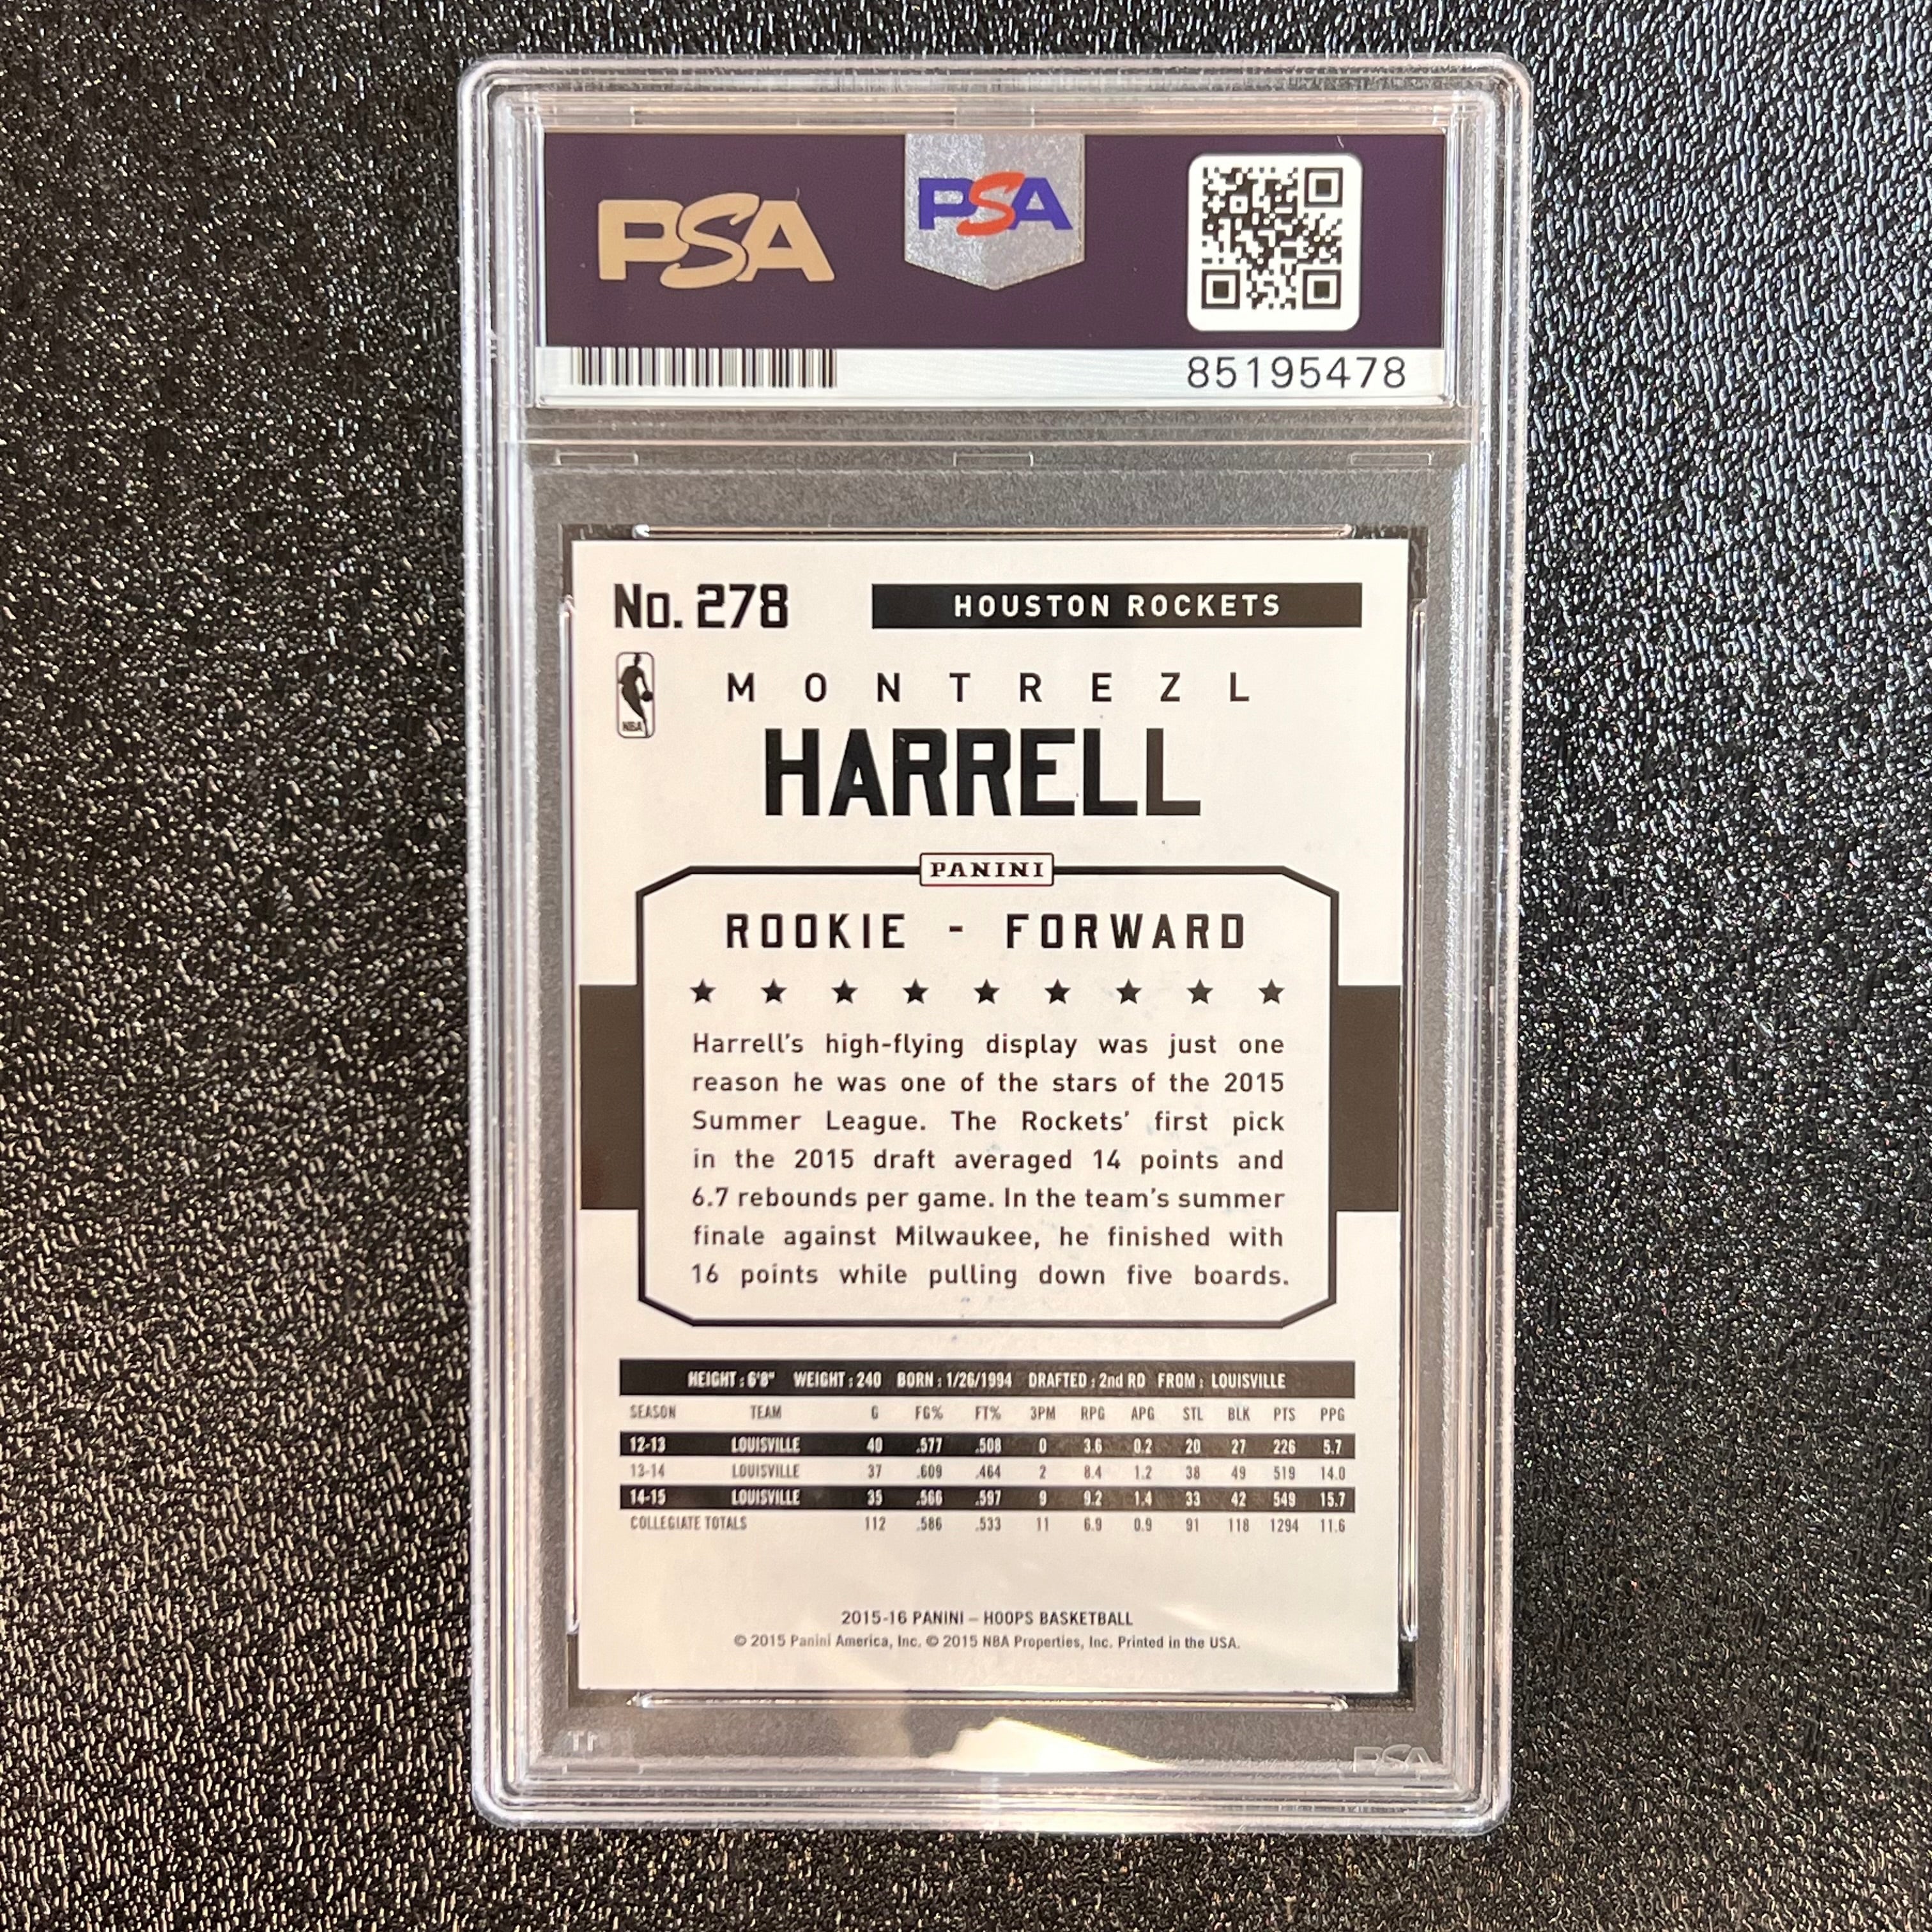 PSA
PSA
85195478
No. 278
HOUSTON ROCKETS
NBA
MONTREZL
HARRELL
PANINI
ROOKIE - FORWARD
Harrell's high-flying display was just one
reason he was one of the stars of the 2015
Summer League. The Rockets' first pick
in the 2015 draft averaged 14 points and
6.7 rebounds per game. In the team's summer
finale against Milwaukee, he finished with
16 points while pulling down five boards.
HEIGHT : 6'8" WEIGHT : 240 BORN : 1/26/1994 DRAFTED : 2nd RD FROM : LOUISVILLE
SEASON TEAM G FG% FT% 3PM RPG APG STL BLK PTS PPG
12-13 LOUISVILLE 40 .577 .508 0 3.6 0.2 20 27 226 5.7
13-14 LOUISVILLE 37 .609 .464 2 8.4 1.2 38 49 519 14.0
14-15 LOUISVILLE 35 .566 .597 9 9.2 1.4 33 42 549 15.7
COLLEGIATE TOTALS 112 .586 .533 11 6.9 0.9 91 118 1294 11.6
2015-16 PANINI – HOOPS BASKETBALL
© 2015 Panini America, Inc. © 2015 NBA Properties, Inc. Printed in the USA.
PSA